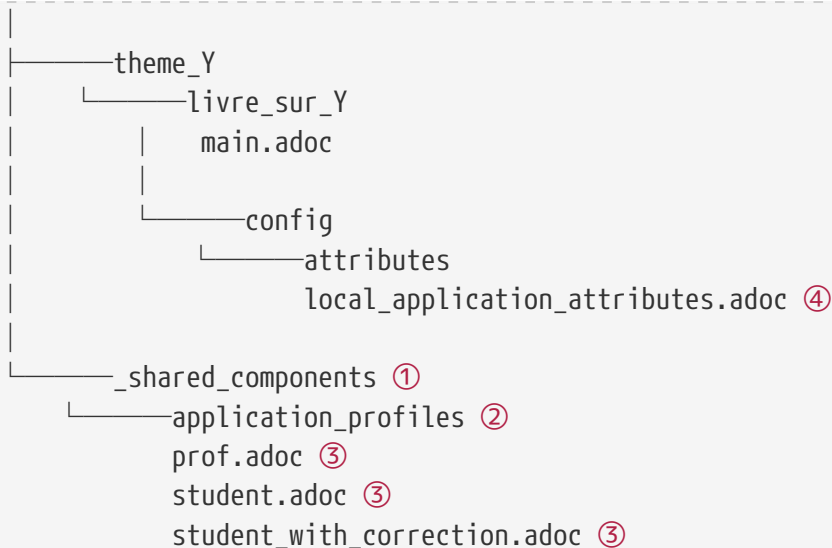 theme_Y
livre_sur_Y
main.adoc
config
attributes
local_application_attributes.adoc ④
_shared_components ①
application_profiles ②
prof.adoc ③
student.adoc ③
student_with_correction.adoc ③